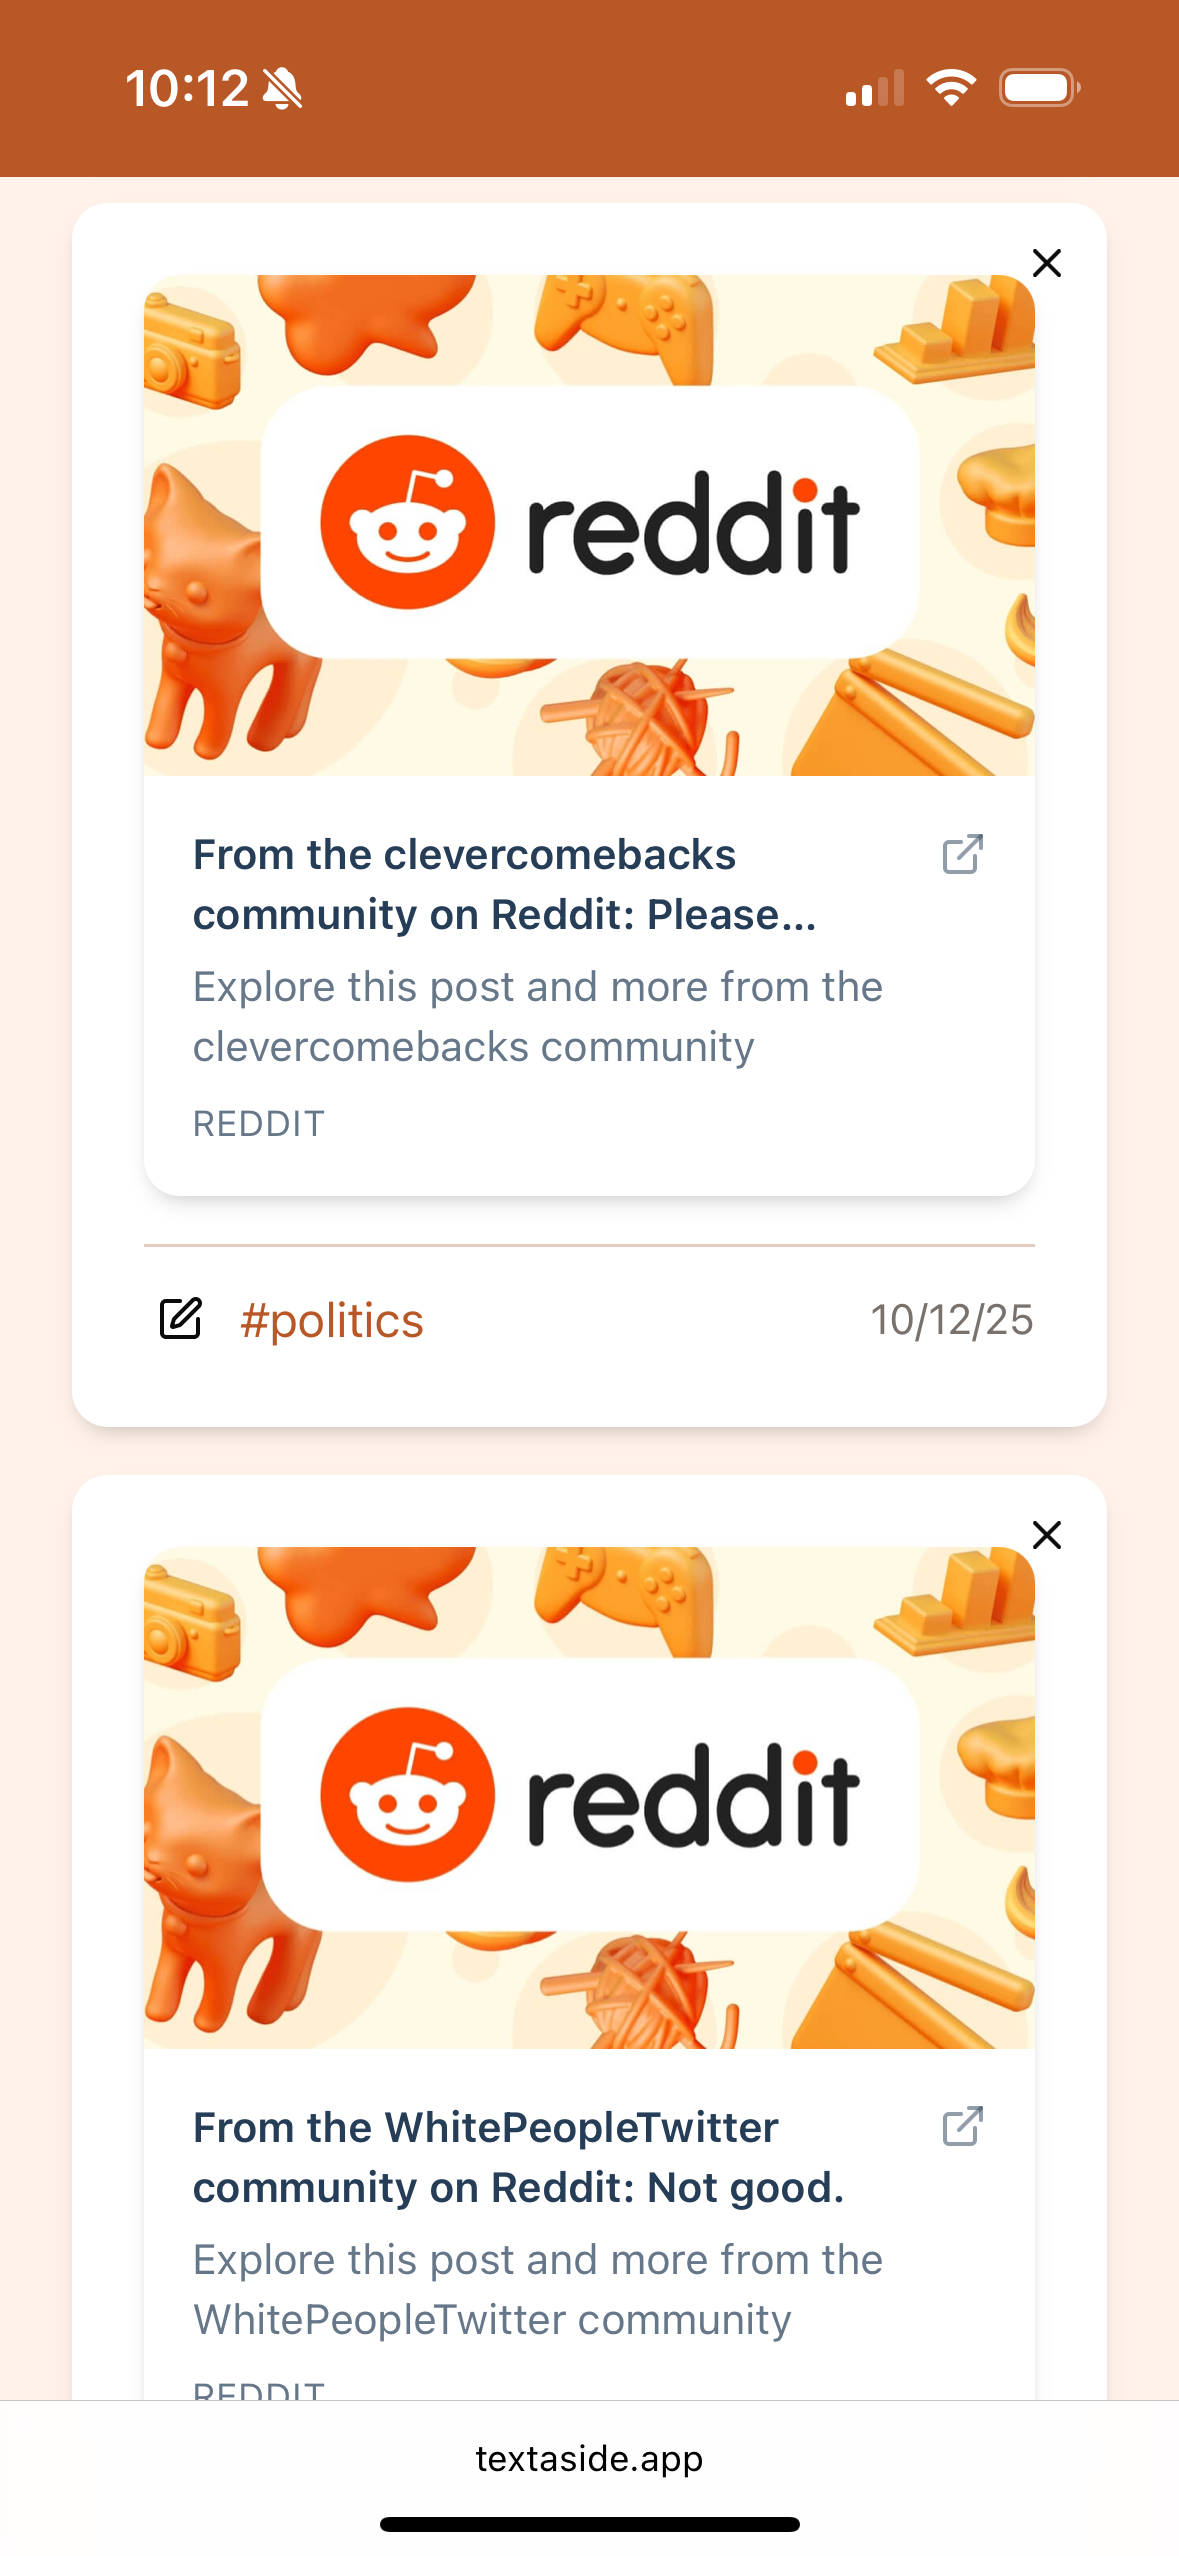 10:12
reddit
From the clevercomebacks
community on Reddit: Please...
Explore this post and more from the
clevercomebacks community
REDDIT
#politics
10/12/25
reddit
From the WhitePeopleTwitter
community on Reddit: Not good.
Explore this post and more from the
WhitePeopleTwitter community
REDDIT
textaside.app